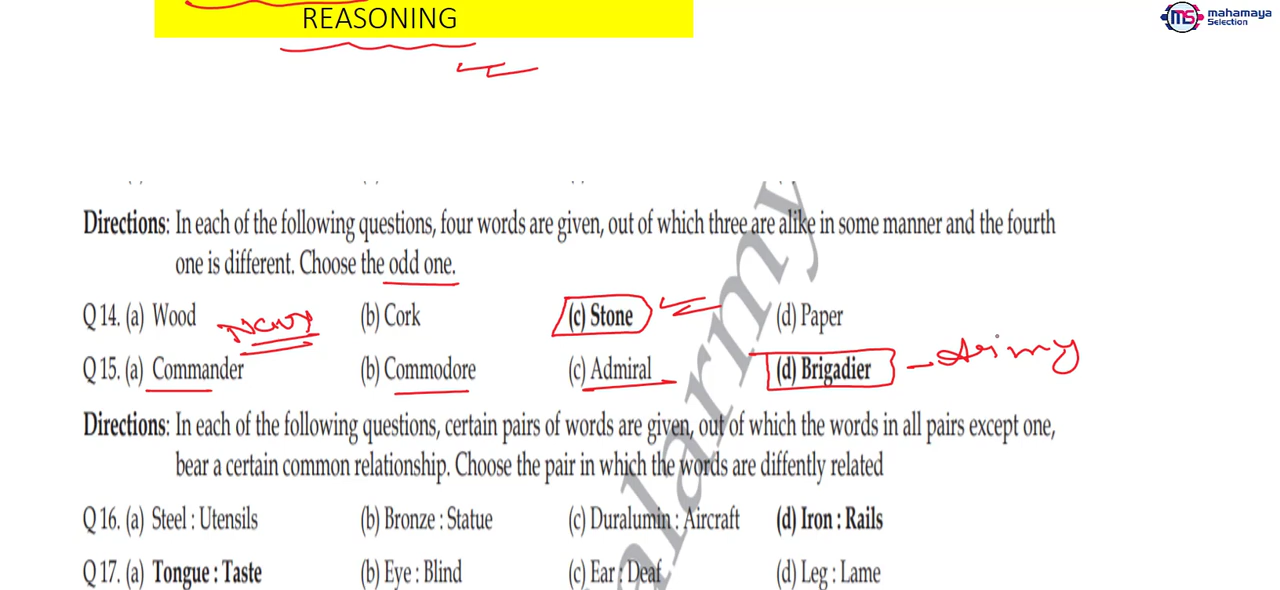 REASONING
mahamaya
Selection
Directions: In each of the following questions, four words are given, out of which three are alike in some manner and the fourth
one is different. Choose the odd one.
Q14. (a) Wood (b) Cork (c) Stone (d) Paper
Navy
Army
Q15. (a) Commander (b) Commodore (c) Admiral (d) Brigadier
Directions: In each of the following questions, certain pairs of words are given, out of which the words in all pairs except one,
bear a certain common relationship. Choose the pair in which the words are diffently related
Q16. (a) Steel : Utensils (b) Bronze : Statue (c) Duralumin : Aircraft (d) Iron : Rails
Q17. (a) Tongue : Taste (b) Eye : Blind (c) Ear : Deaf (d) Leg : Lame